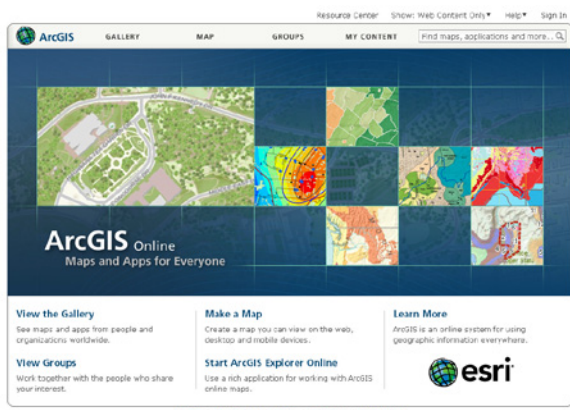 Resource Center Show: Web Content Only▼ Help▼ Sign In
ArcGIS GALLERY MAP GROUPS MY CONTENT Find maps, applications and more...
ArcGIS Online
Maps and Apps for Everyone
View the Gallery
See maps and apps from people and
organizations worldwide.
View Groups
Work together with the people who share
your interest.
Make a Map
Create a map you can view on the web,
desktop and mobile devices.
Start ArcGIS Explorer Online
Use a rich application for working with ArcGIS
online maps.
Learn More
ArcGIS is an online system for using
geographic information everywhere.
esri